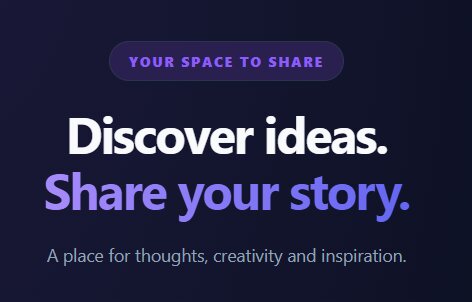 YOUR SPACE TO SHARE
Discover ideas.
Share your story.
A place for thoughts, creativity and inspiration.